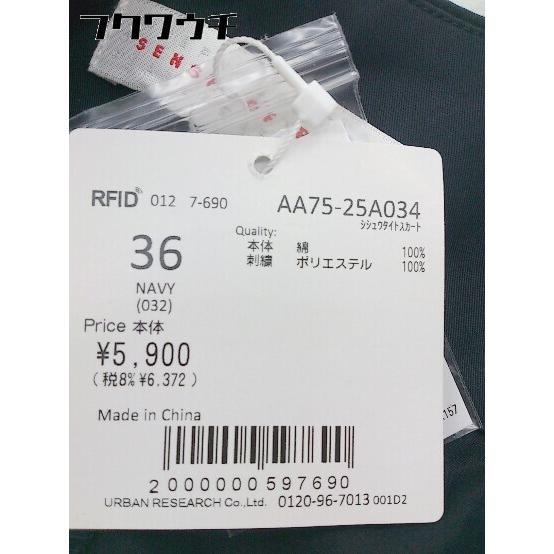 フクウウチ
RFID 012 7-690
AA75-25A034
シシュウタイトスカート
36
NAVY
(032)
Quality:
本体 綿 100%
刺繍 ポリエステル 100%
Price 本体
¥5,900
(税8%¥6,372)
Made in China
2000000597690
URBAN RESEARCH Co.,Ltd. 0120-96-7013 001D2